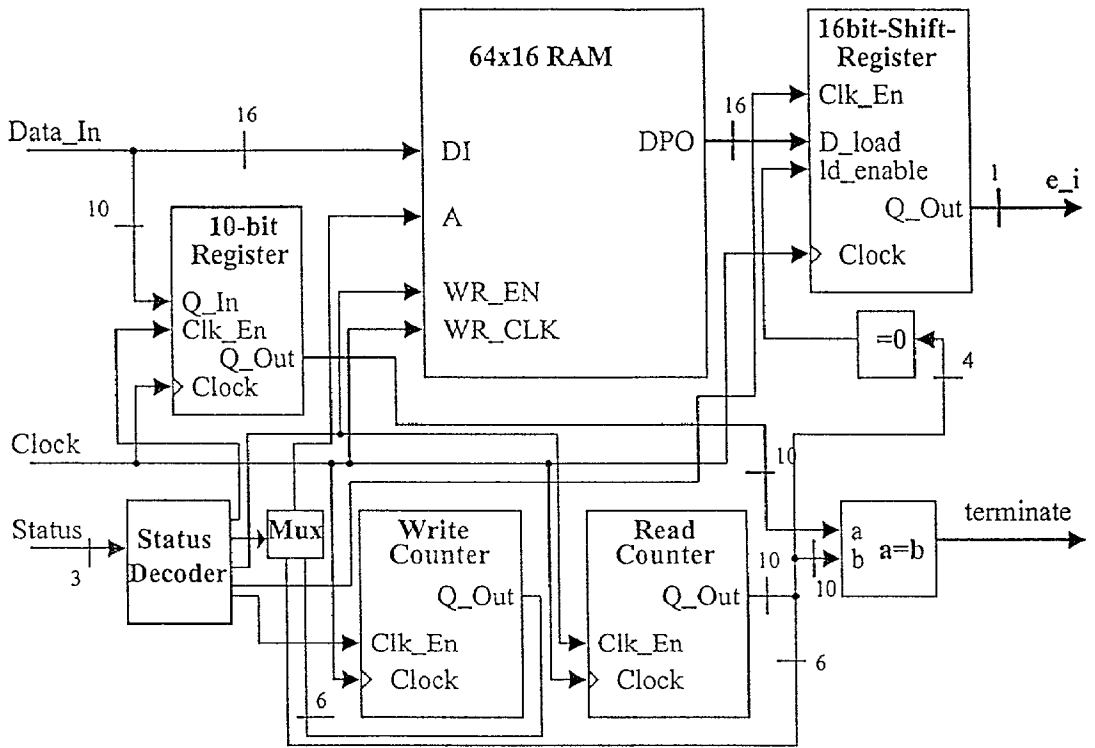 64x16 RAM
16bit-Shift-
Register
Clk_En
D_load
ld_enable
Q_Out
Clock
1
e_i
Data_In
16
DI
DPO
16
A
WR_EN
WR_CLK
10
10-bit
Register
Q_In
Clk_En
Q_Out
Clock
=0
4
Clock
10
Status
3
Status
Decoder
Mux
Write
Counter
Q_Out
Clk_En
Clock
6
Read
Counter
Q_Out
Clk_En
Clock
10
10
6
a
b
a=b
terminate